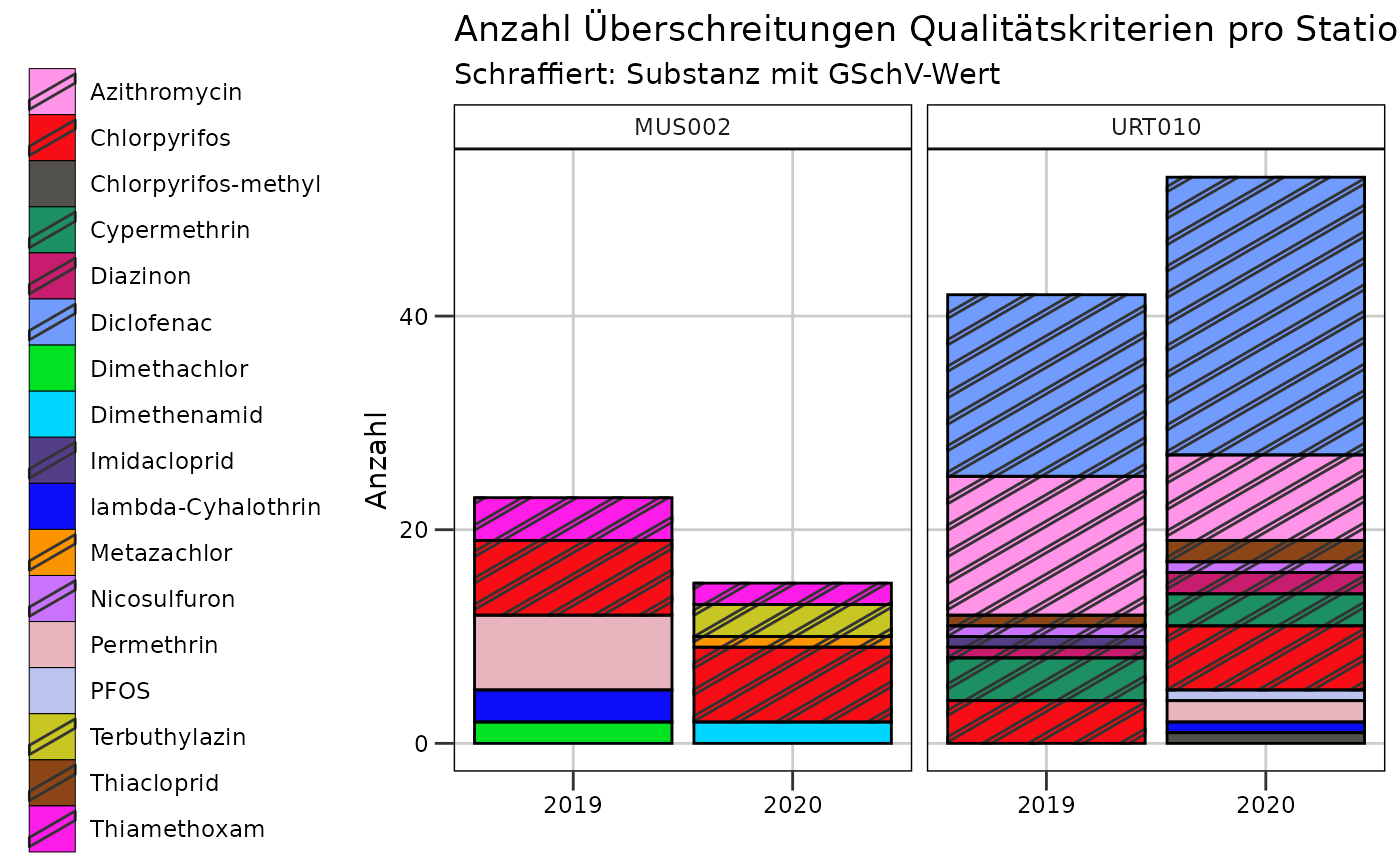 Anzahl Überschreitungen Qualitätskriterien pro Statio
Schraffiert: Substanz mit GSchV-Wert
Azithromycin
Chlorpyrifos
Chlorpyrifos-methyl
Cypermethrin
Diazinon
Diclofenac
Dimethachlor
Dimethenamid
Imidacloprid
lambda-Cyhalothrin
Metazachlor
Nicosulfuron
Permethrin
PFOS
Terbuthylazin
Thiacloprid
Thiamethoxam
Anzahl
40
20
0
MUS002
2019
2020
URT010
2019
2020